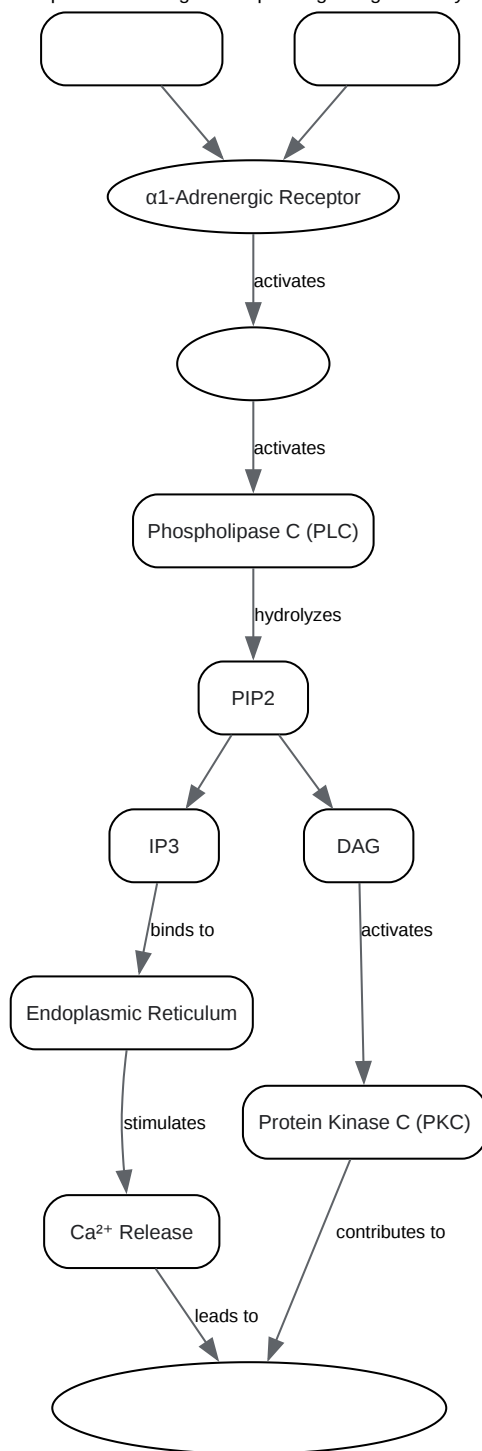 α1-Adrenergic Receptor
activates
activates
Phospholipase C (PLC)
hydrolyzes
PIP2
IP3
DAG
binds to
activates
Endoplasmic Reticulum
stimulates
Protein Kinase C (PKC)
Ca²⁺ Release
contributes to
leads to